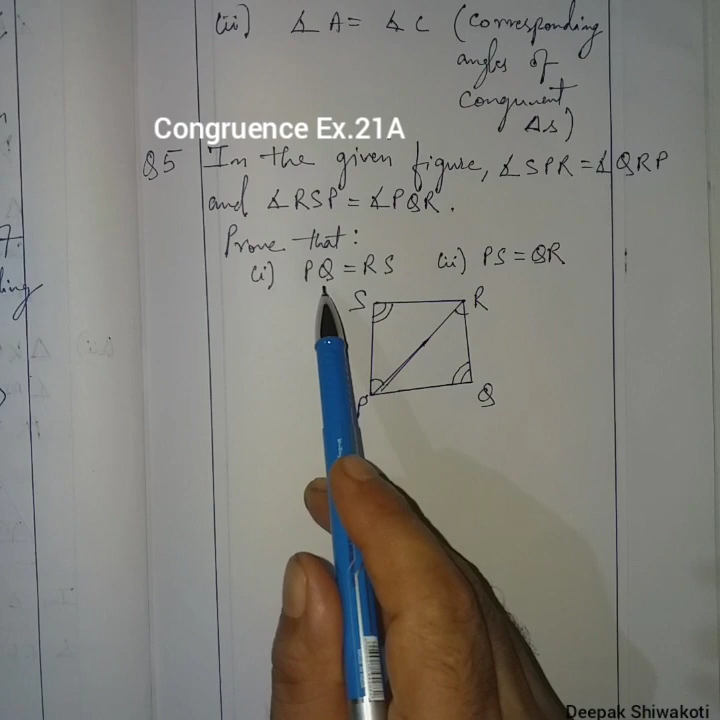 (ii) ∡ A = ∡ C (corresponding
angles of
congruent
Δs)
Congruence Ex.21A
Q5 In the given figure, ∡ SPR = ∡ QRP
and ∡ RSP = ∡ PQR.
Prove that:
(i) PQ = RS (ii) PS = QR
S R
P Q
Deepak Shiwakoti